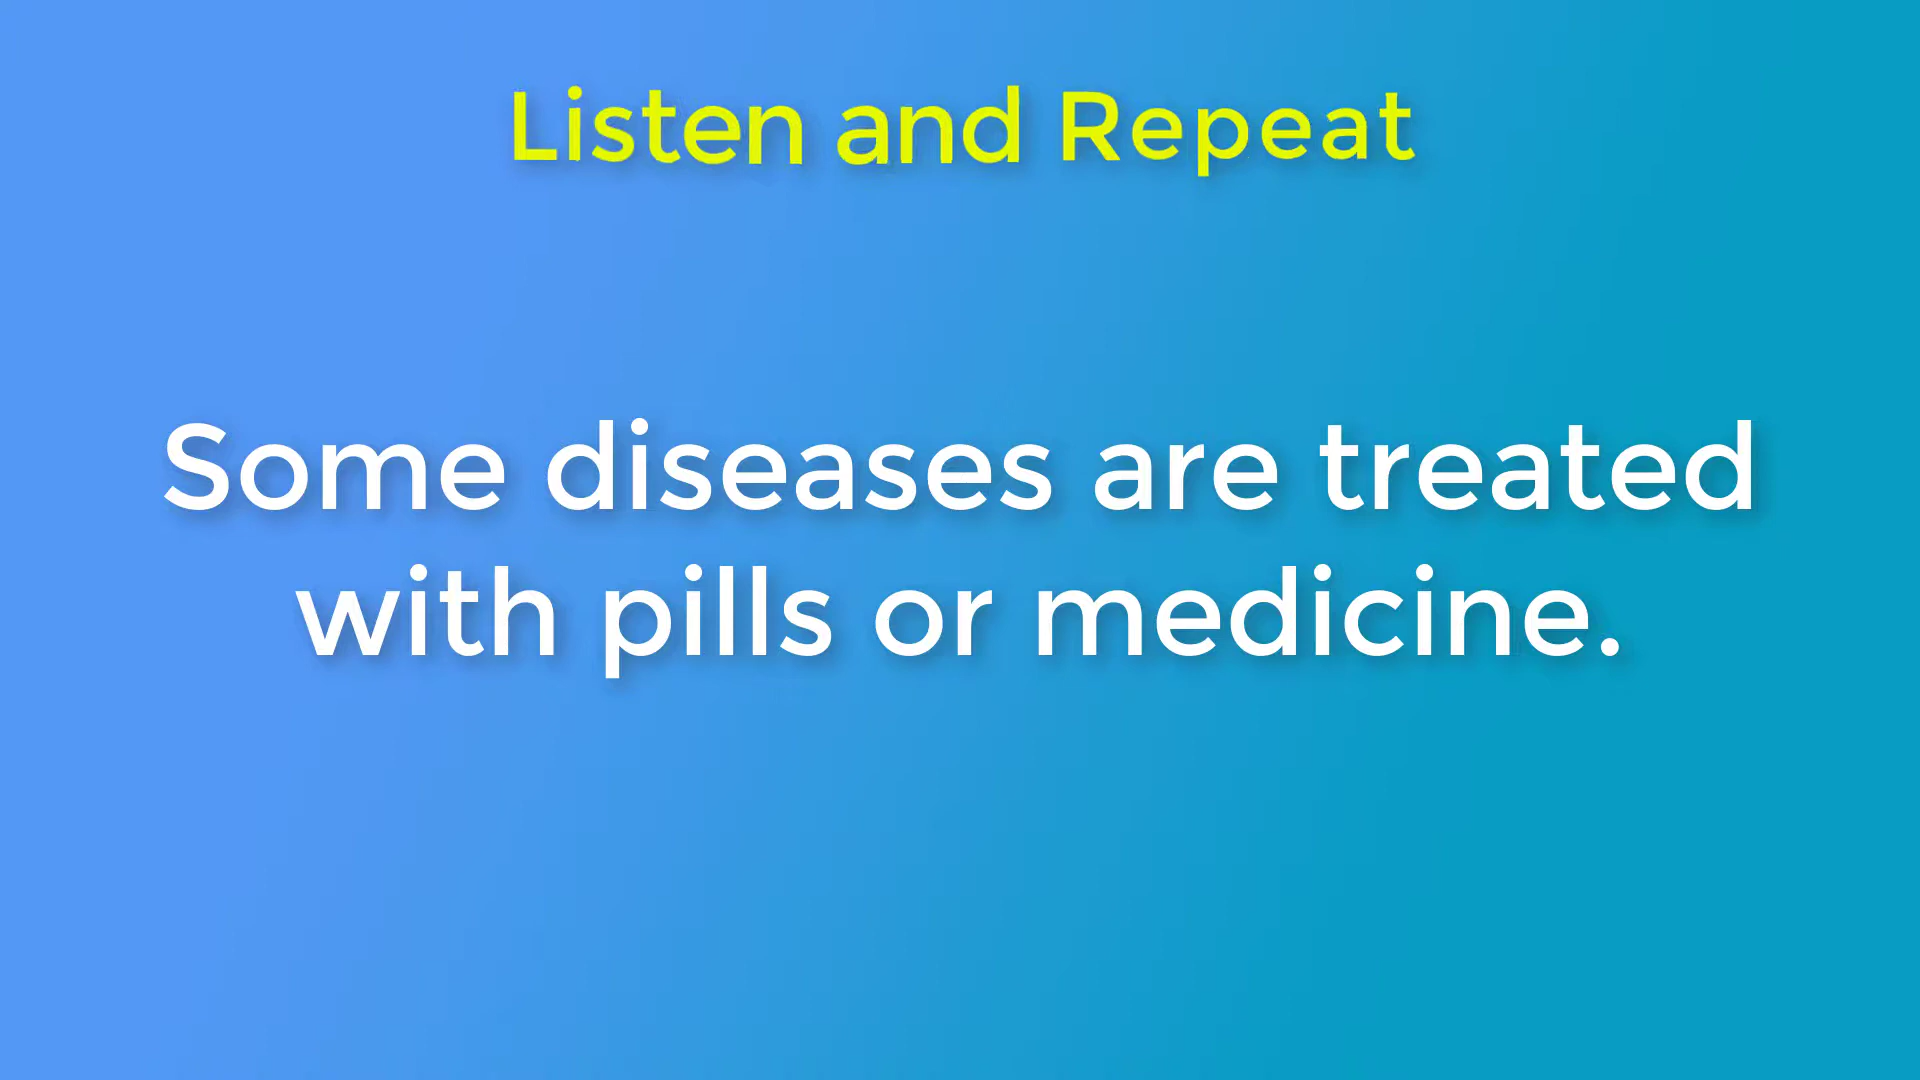 Listen and Repeat
Some diseases are treated
with pills or medicine.